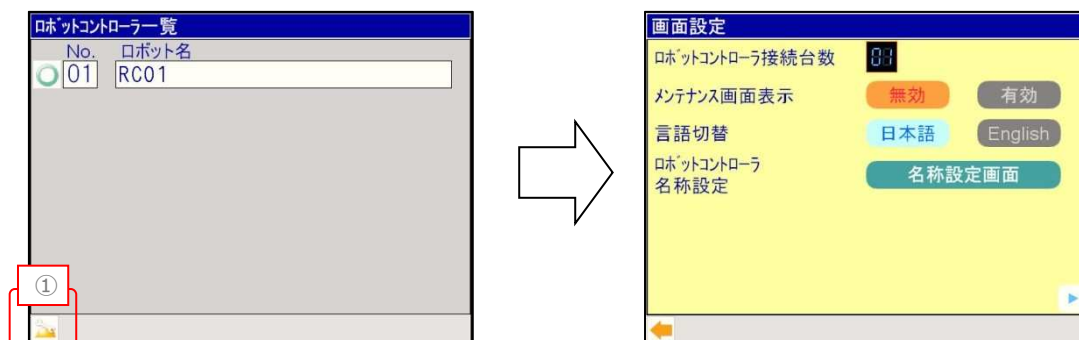 ロボットコントローラ一覧
No. ロボット名
01 RC01
①
画面設定
ロボットコントローラ接続台数 01
メンテナンス画面表示 無効 有効
言語切替 日本語 English
ロボットコントローラ
名称設定 名称設定画面